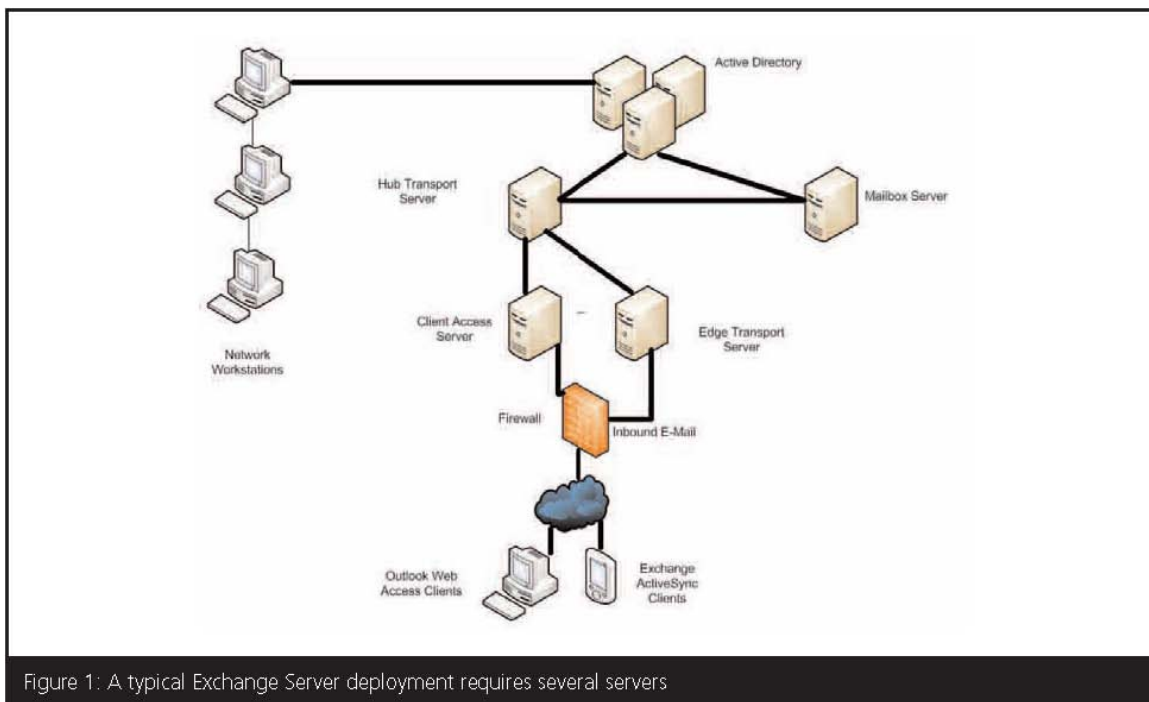 Active Directory
Hub Transport
Server
Mailbox Server
Client Access
Server
Edge Transport
Server
Network
Workstations
Firewall
Inbound E-Mail
Outlook Web
Access Clients
Exchange
ActiveSync
Clients
Figure 1: A typical Exchange Server deployment requires several servers